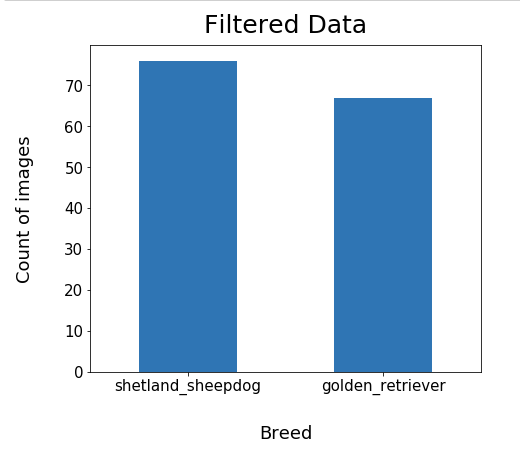 Filtered Data
Count of images
70
60
50
40
30
20
10
0
shetland_sheepdog golden_retriever
Breed